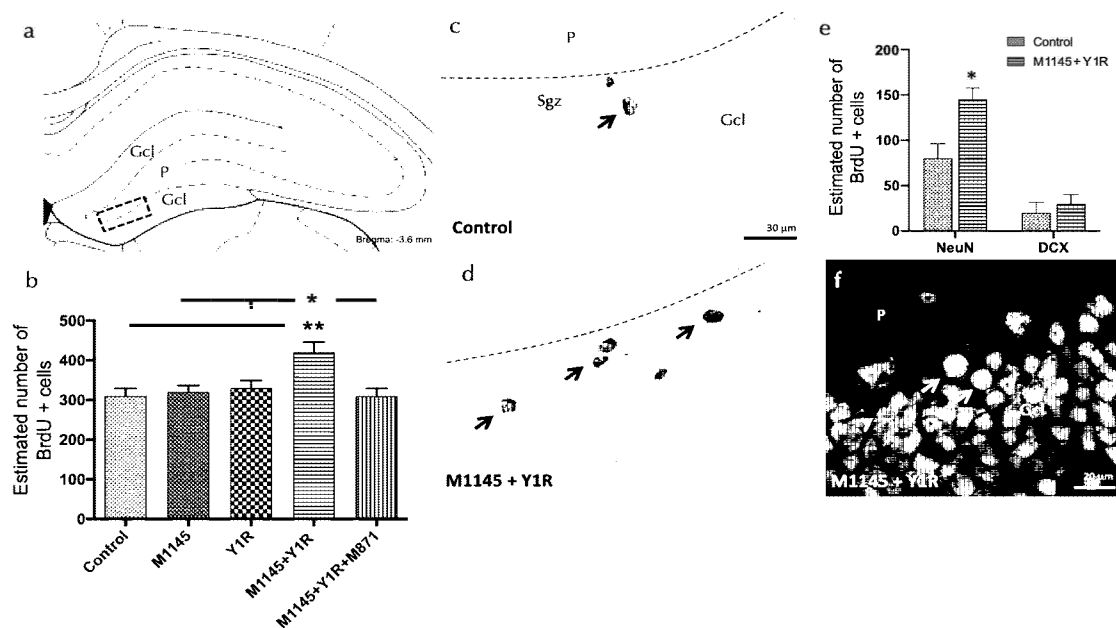 a
Gcl
P
Gcl
Bregma: -3.6 mm
b
*
**
Estimated number of
BrdU + cells
500
400
300
200
100
0
Control
M1145
Y1R
M1145+Y1R
M1145+Y1R+M871
c
P
Sgz
Gcl
Control
30 µm
d
M1145 + Y1R
e
Control
M1145+Y1R
Estimated number of
BrdU + cells
200
150
100
50
0
*
NeuN
DCX
f
P
Gcl
M1145 + Y1R